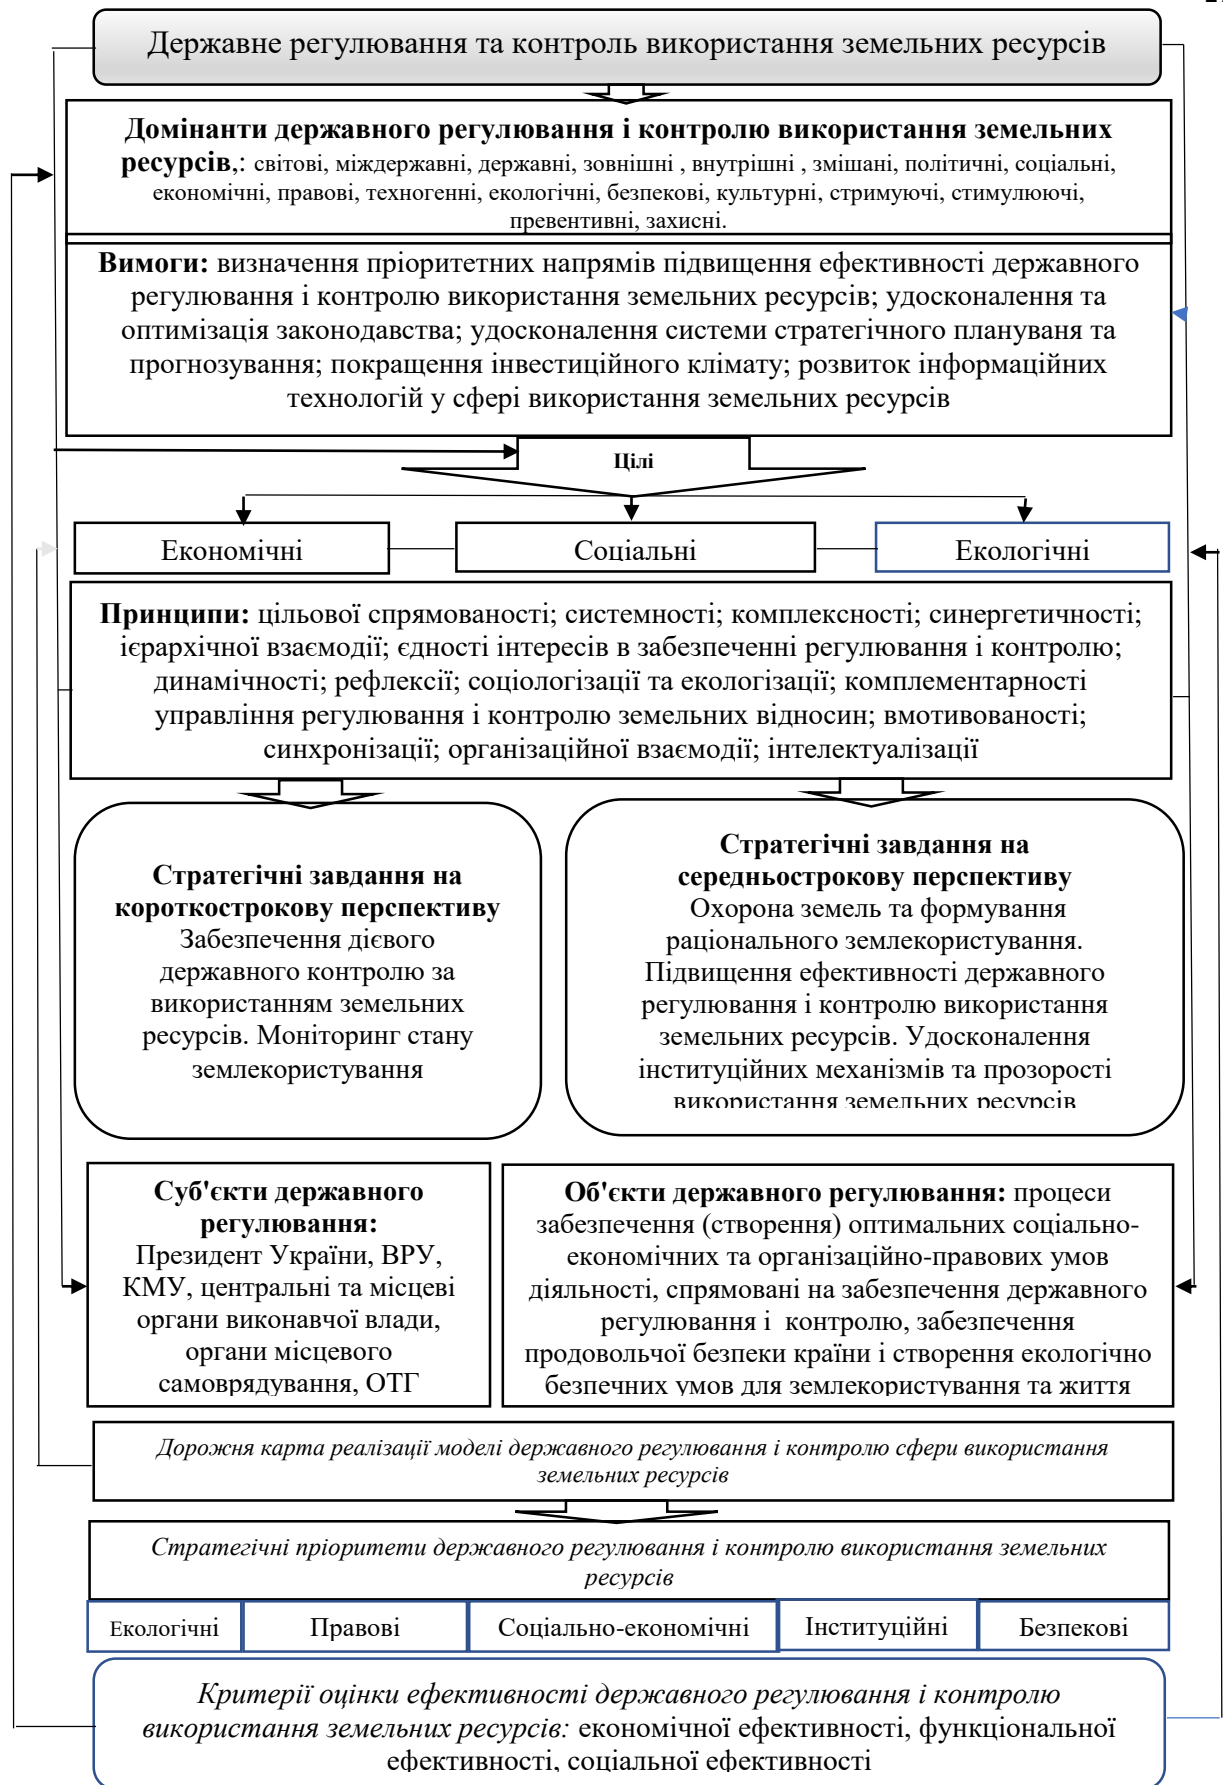 Державне регулювання та контроль використання земельних ресурсів
Домінанти державного регулювання і контролю використання земельних
ресурсів,: світові, міждержавні, державні, зовнішні , внутрішні , змішані, політичні, соціальні,
економічні, правові, техногенні, екологічні, безпекові, культурні, стримуючі, стимулюючі,
превентивні, захисні.
Вимоги: визначення пріоритетних напрямів підвищення ефективності державного
регулювання і контролю використання земельних ресурсів; удосконалення та
оптимізація законодавства; удосконалення системи стратегічного плануваня та
прогнозування; покращення інвестиційного клімату; розвиток інформаційних
технологій у сфері використання земельних ресурсів
Цілі
Економічні
Соціальні
Екологічні
Принципи: цільової спрямованості; системності; комплексності; синергетичності;
ієрархічної взаємодії; єдності інтересів в забезпеченні регулювання і контролю;
динамічності; рефлексії; соціологізації та екологізації; комплементарності
управління регулювання і контролю земельних відносин; вмотивованості;
синхронізації; організаційної взаємодії; інтелектуалізації
Стратегічні завдання на
короткострокову перспективу
Забезпечення дієвого
державного контролю за
використанням земельних
ресурсів. Моніторинг стану
землекористування
Стратегічні завдання на
середньострокову перспективу
Охорона земель та формування
раціонального землекористування.
Підвищення ефективності державного
регулювання і контролю використання
земельних ресурсів. Удосконалення
інституційних механізмів та прозорості
використання земельних ресурсів
Суб'єкти державного
регулювання:
Президент України, ВРУ,
КМУ, центральні та місцеві
органи виконавчої влади,
органи місцевого
самоврядування, ОТГ
Об'єкти державного регулювання: процеси
забезпечення (створення) оптимальних соціально-
економічних та організаційно-правових умов
діяльності, спрямовані на забезпечення державного
регулювання і контролю, забезпечення
продовольчої безпеки країни і створення екологічно
безпечних умов для землекористування та життя
Дорожня карта реалізації моделі державного регулювання і контролю сфери використання
земельних ресурсів
Стратегічні пріоритети державного регулювання і контролю використання земельних
ресурсів
Екологічні
Правові
Соціально-економічні
Інституційні
Безпекові
Критерії оцінки ефективності державного регулювання і контролю
використання земельних ресурсів: економічної ефективності, функціональної
ефективності, соціальної ефективності